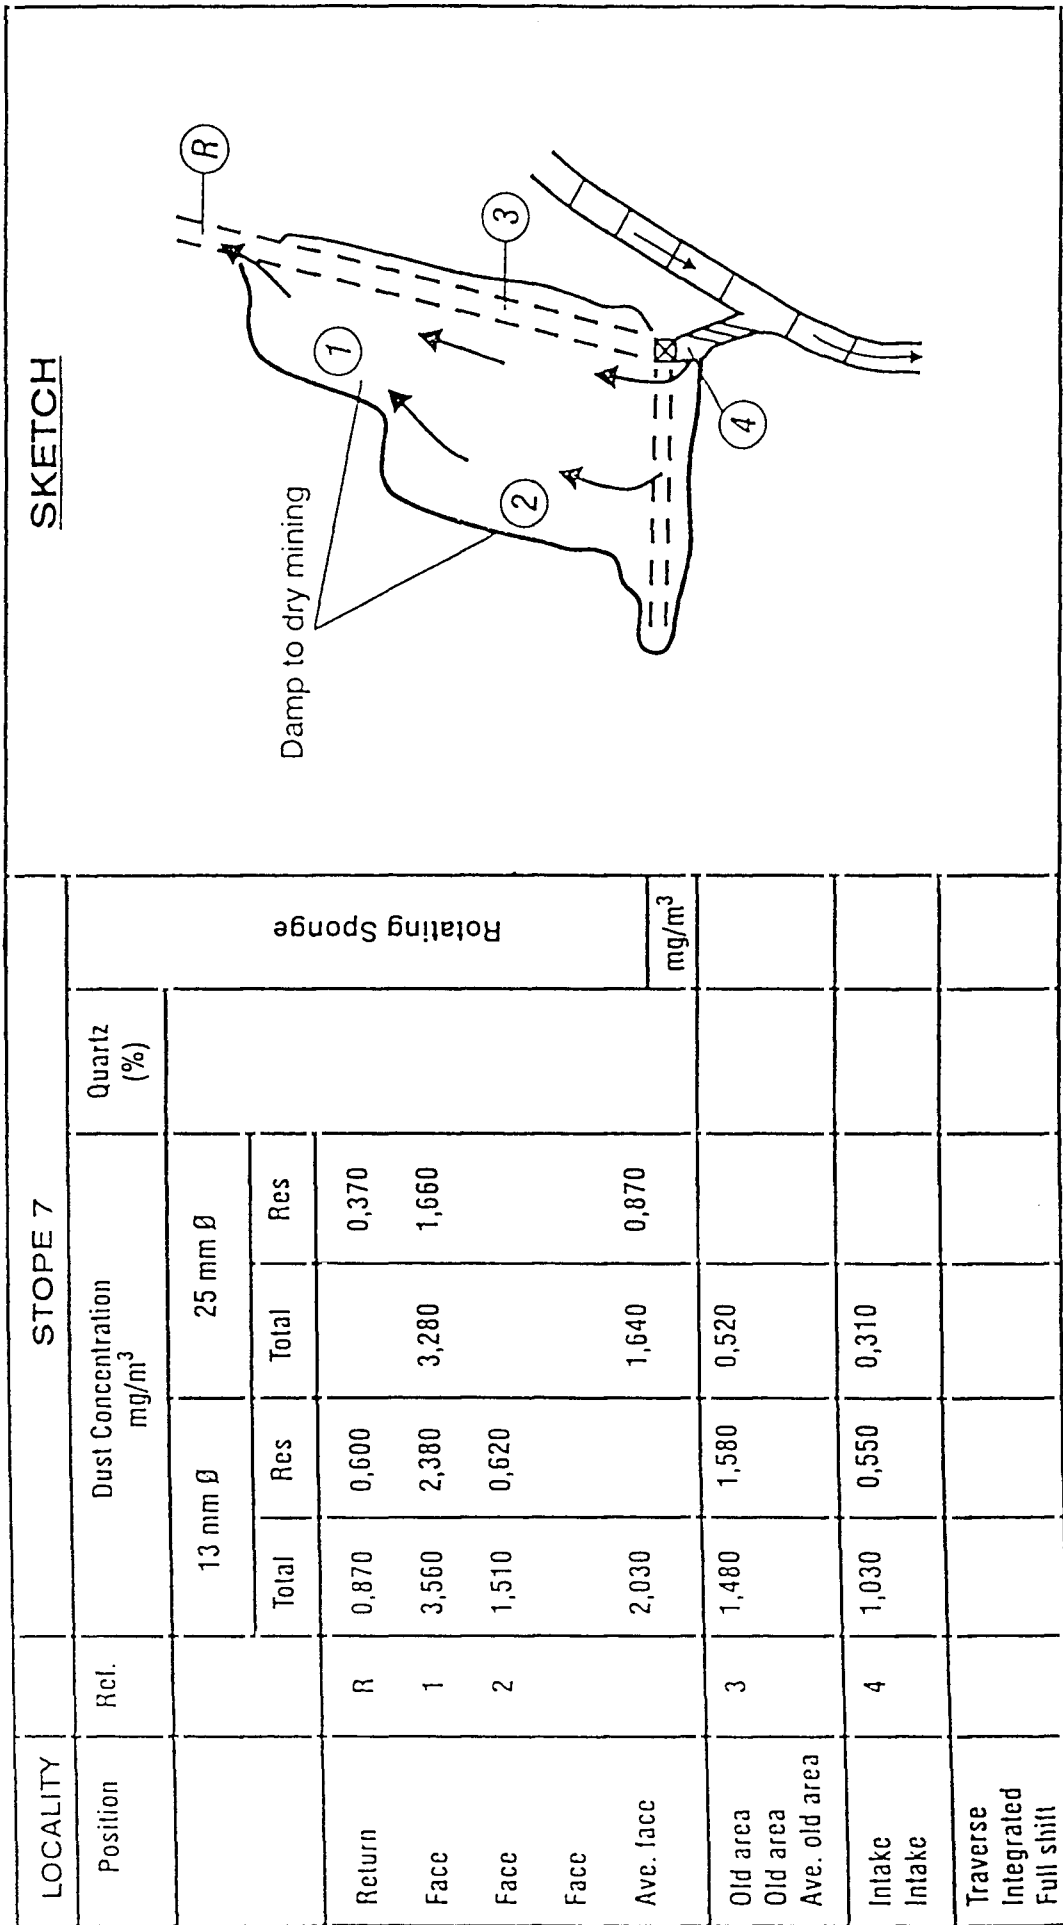 LOCALITY STOPE 7 SKETCH
Position Ref. Dust Concentration mg/m³ Quartz (%) Rotating Sponge
13 mm Ø 25 mm Ø
Total Res Total Res
Return R 0,870 0,600 0,370
Face 1 3,560 2,380 3,280 1,660
Face 2 1,510 0,620
Face
Ave. face 2,030 1,640 0,870 mg/m³
Old area 3 1,480 1,580 0,520
Old area
Ave. old area
Intake 4 1,030 0,550 0,310
Intake
Traverse
Integrated
Full shift
Damp to dry mining
R
1
2
3
4